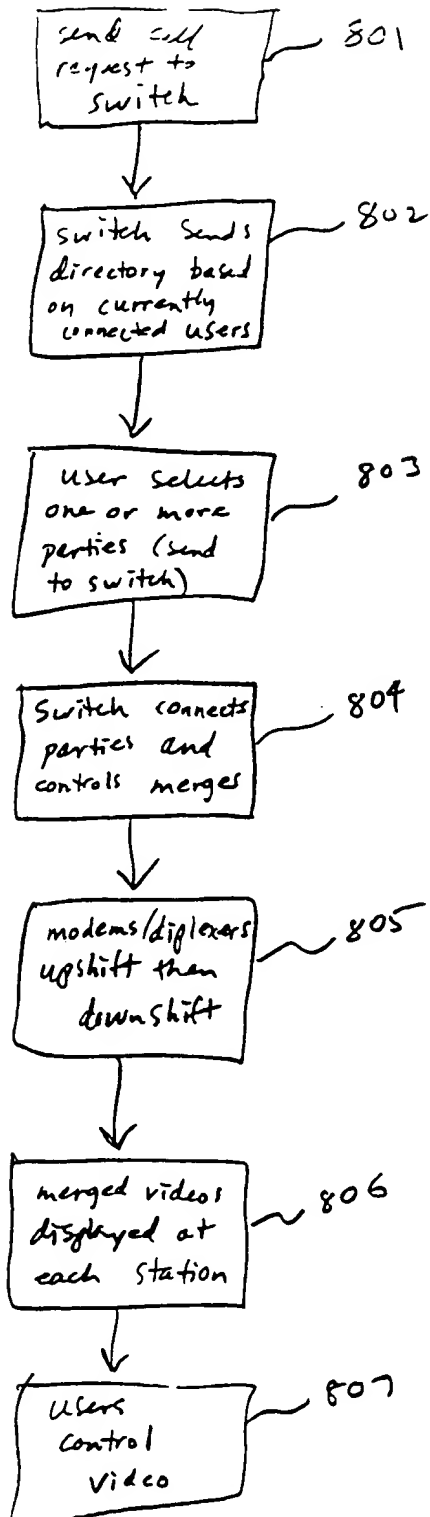 send call
request to
switch
801
switch sends
directory based
on currently
connected users
802
user selects
one or more
parties (send
to switch)
803
Switch connects
parties and
controls merges
804
modems/diplexers
upshift then
downshift
805
merged videos
displayed at
each station
806
Users
control
video
807